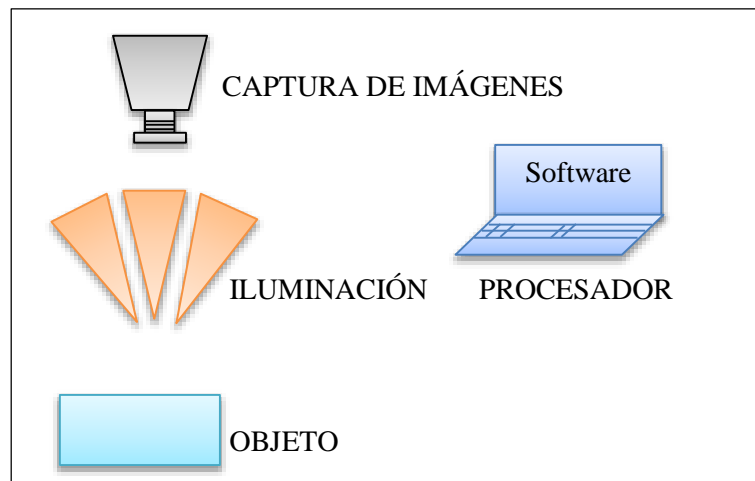 CAPTURA DE IMÁGENES
Software
ILUMINACIÓN
PROCESADOR
OBJETO